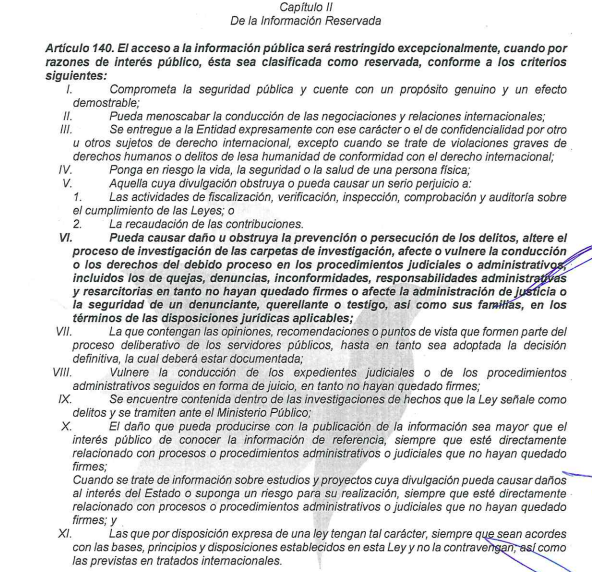 Capítulo II
De la Información Reservada
Artículo 140. El acceso a la información pública será restringido excepcionalmente, cuando por
razones de interés público, ésta sea clasificada como reservada, conforme a los criterios
siguientes:
I. Comprometa la seguridad pública y cuente con un propósito genuino y un efecto
demostrable;
II. Pueda menoscabar la conducción de las negociaciones y relaciones internacionales;
III. Se entregue a la Entidad expresamente con ese carácter o el de confidencialidad por otro
u otros sujetos de derecho internacional, excepto cuando se trate de violaciones graves de
derechos humanos o delitos de lesa humanidad de conformidad con el derecho internacional;
IV. Ponga en riesgo la vida, la seguridad o la salud de una persona física;
V. Aquella cuya divulgación obstruya o pueda causar un serio perjuicio a:
1. Las actividades de fiscalización, verificación, inspección, comprobación y auditoría sobre
el cumplimiento de las Leyes; o
2. La recaudación de las contribuciones.
VI. Pueda causar daño u obstruya la prevención o persecución de los delitos, altere el
proceso de investigación de las carpetas de investigación, afecte o vulnere la conducción
o los derechos del debido proceso en los procedimientos judiciales o administrativos,
incluidos los de quejas, denuncias, inconformidades, responsabilidades administrativas
y resarcitorias en tanto no hayan quedado firmes o afecte la administración de justicia o
la seguridad de un denunciante, querellante o testigo, así como sus familias, en los
términos de las disposiciones jurídicas aplicables;
VII. La que contengan las opiniones, recomendaciones o puntos de vista que formen parte del
proceso deliberativo de los servidores públicos, hasta en tanto sea adoptada la decisión
definitiva, la cual deberá estar documentada;
VIII. Vulnere la conducción de los expedientes judiciales o de los procedimientos
administrativos seguidos en forma de juicio, en tanto no hayan quedado firmes;
IX. Se encuentre contenida dentro de las investigaciones de hechos que la Ley señale como
delitos y se tramiten ante el Ministerio Público;
X. El daño que pueda producirse con la publicación de la información sea mayor que el
interés público de conocer la información de referencia, siempre que esté directamente
relacionado con procesos o procedimientos administrativos o judiciales que no hayan quedado
firmes;
Cuando se trate de información sobre estudios y proyectos cuya divulgación pueda causar daños
al interés del Estado o suponga un riesgo para su realización, siempre que esté directamente
relacionado con procesos o procedimientos administrativos o judiciales que no hayan quedado
firmes; y
XI. Las que por disposición expresa de una ley tengan tal carácter, siempre que sean acordes
con las bases, principios y disposiciones establecidos en esta Ley y no la contravengan; así como
las previstas en tratados internacionales.